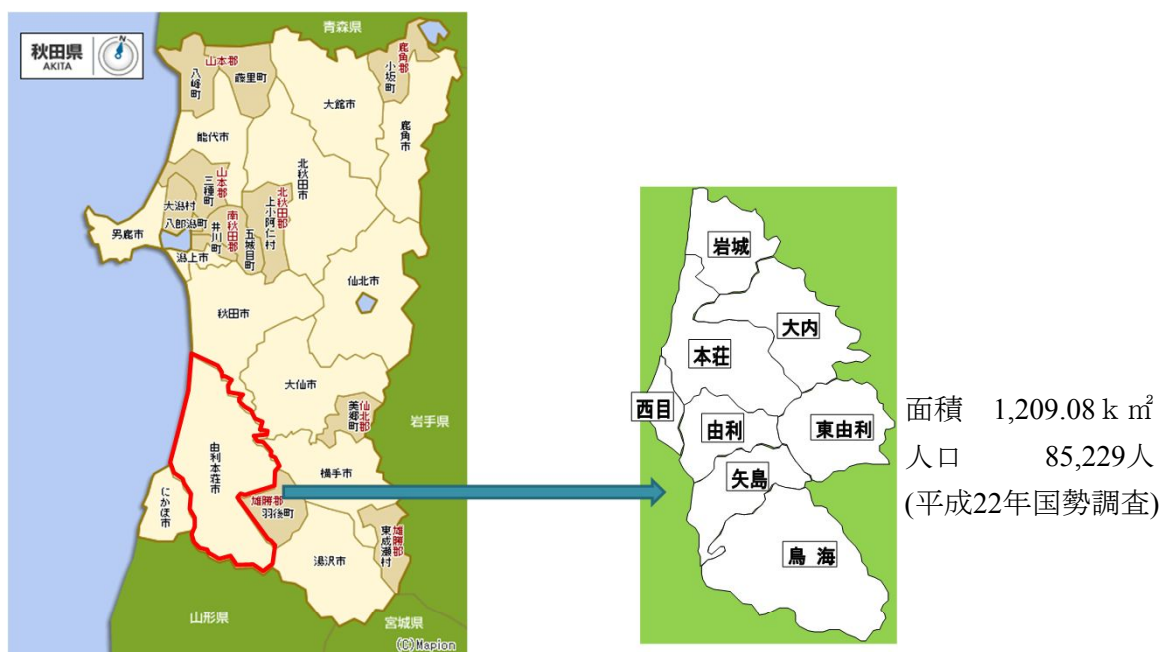 青森県
秋田県
AKITA
N
山本郡
八峰町
藤里町
鹿角郡
小坂町
大館市
鹿角市
能代市
北秋田市
山本郡
三種町
大潟村
八郎潟町
北秋田郡
上小阿仁村
南秋田郡
井川町
五城目町
男鹿市
潟上市
仙北市
秋田市
大仙市
仙北郡
美郷町
岩手県
由利本荘市
横手市
にかほ市
雄勝郡
羽後町
雄勝郡
東成瀬村
湯沢市
山形県
宮城県
(C)Mapion
岩城
大内
本荘
西目
由利
東由利
矢島
鳥海
面積 1,209.08ｋ㎡
人口 85,229人
(平成22年国勢調査)